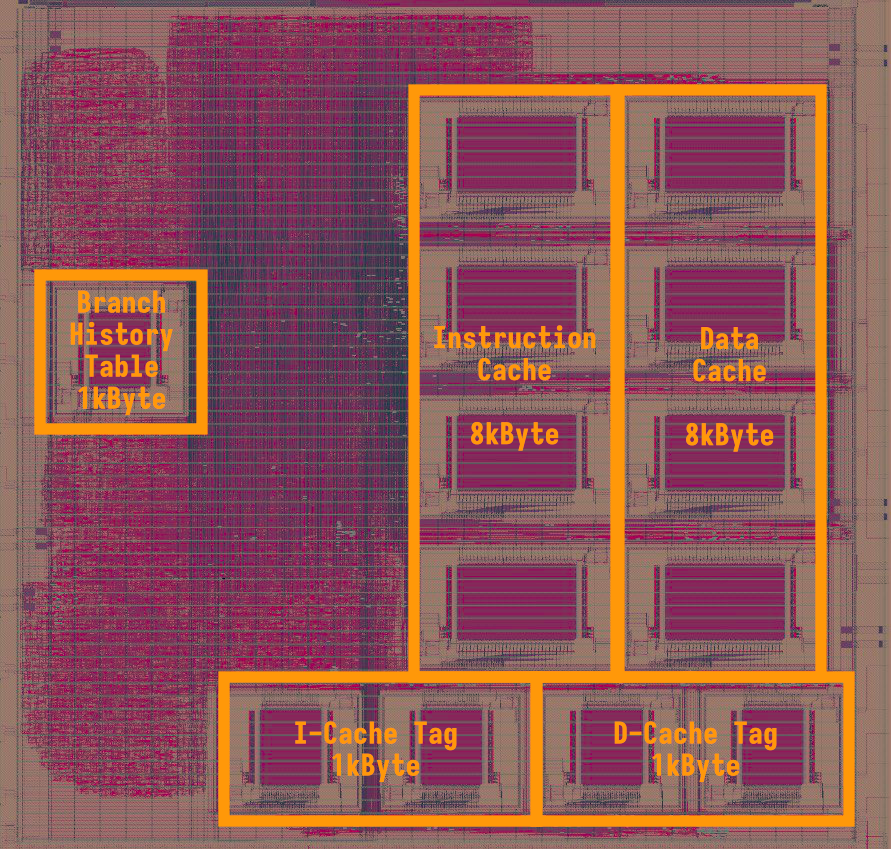 Branch
History
Table
1kByte
Instruction
Cache
8kByte
Data
Cache
8kByte
I-Cache Tag
1kByte
D-Cache Tag
1kByte